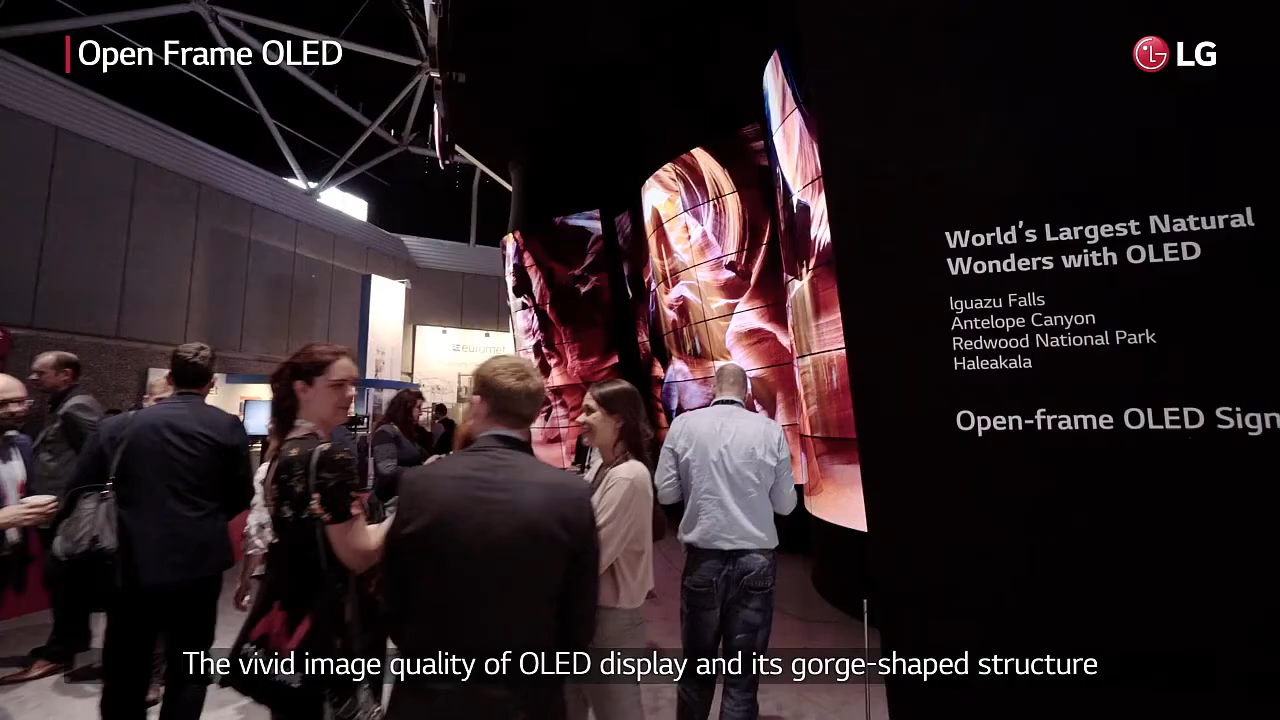 Open Frame OLED
LG
World's Largest Natural
Wonders with OLED
Iguazu Falls
Antelope Canyon
Redwood National Park
Haleakala
Open-frame OLED Sign
euromet
The vivid image quality of OLED display and its gorge-shaped structure